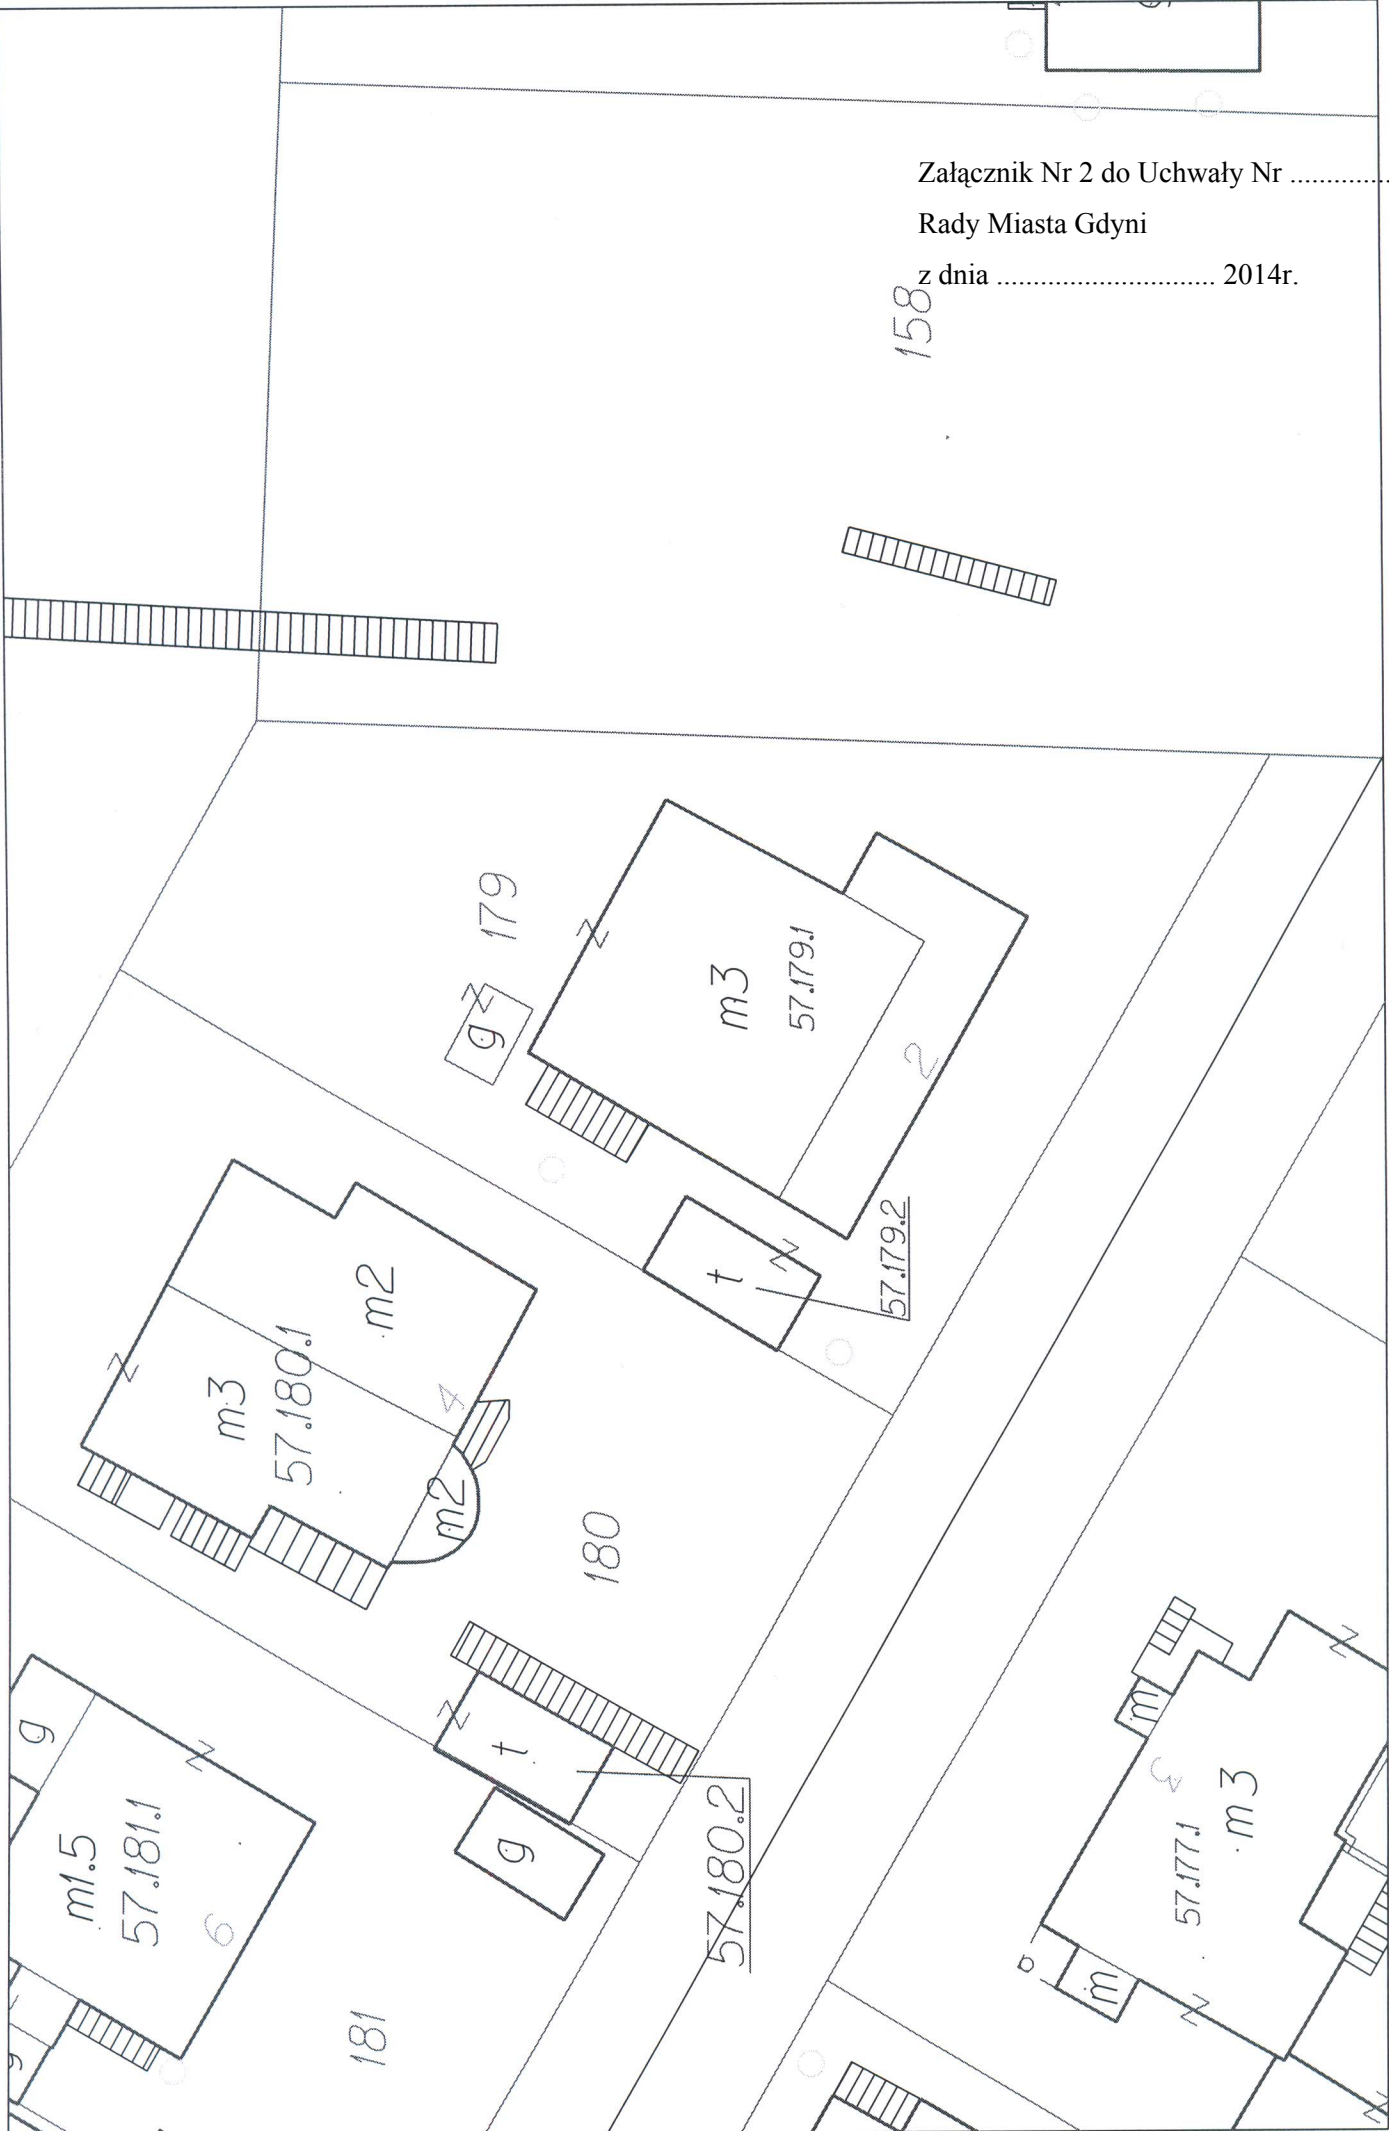 Załącznik Nr 2 do Uchwały Nr ..............
Rady Miasta Gdyni
z dnia .............................. 2014r.
158
179
z
z
g
m3
57.179.1
2
t
z
57.179.2
z
m3
57.180.1
m2
4
m2
180
z
t
57.180.2
g
g
z
m1.5
57.181.1
6
181
g
m
z
3
m3
57.177.1
a
m
z
z